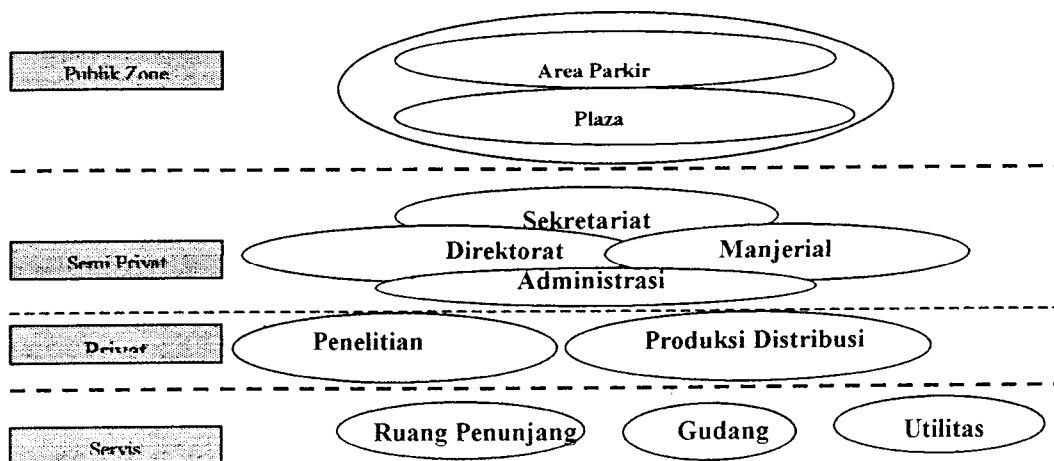 Publik Zone
Area Parkir
Plaza
Sekretariat
Semi Privat
Direktorat
Manjerial
Administrasi
Privat
Penelitian
Produksi Distribusi
Servis
Ruang Penunjang
Gudang
Utilitas